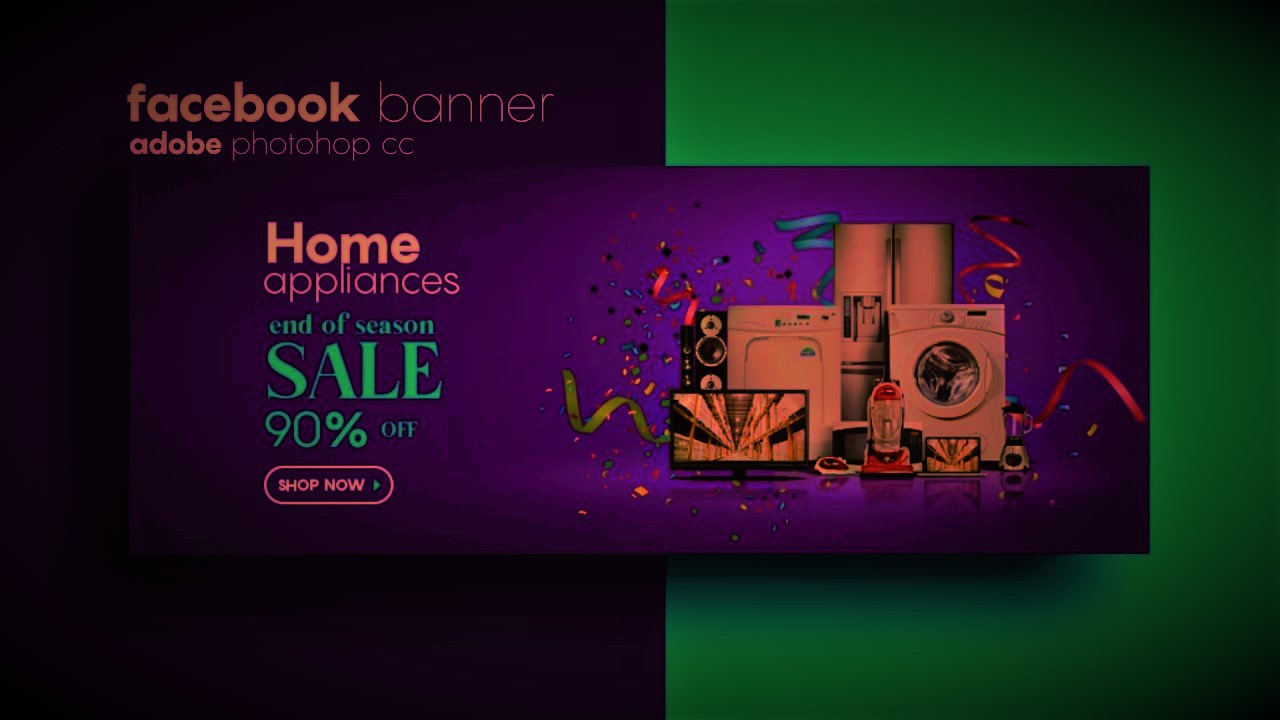 facebook banner
adobe photohop cc
Home
appliances
end of season
SALE
90% OFF
SHOP NOW